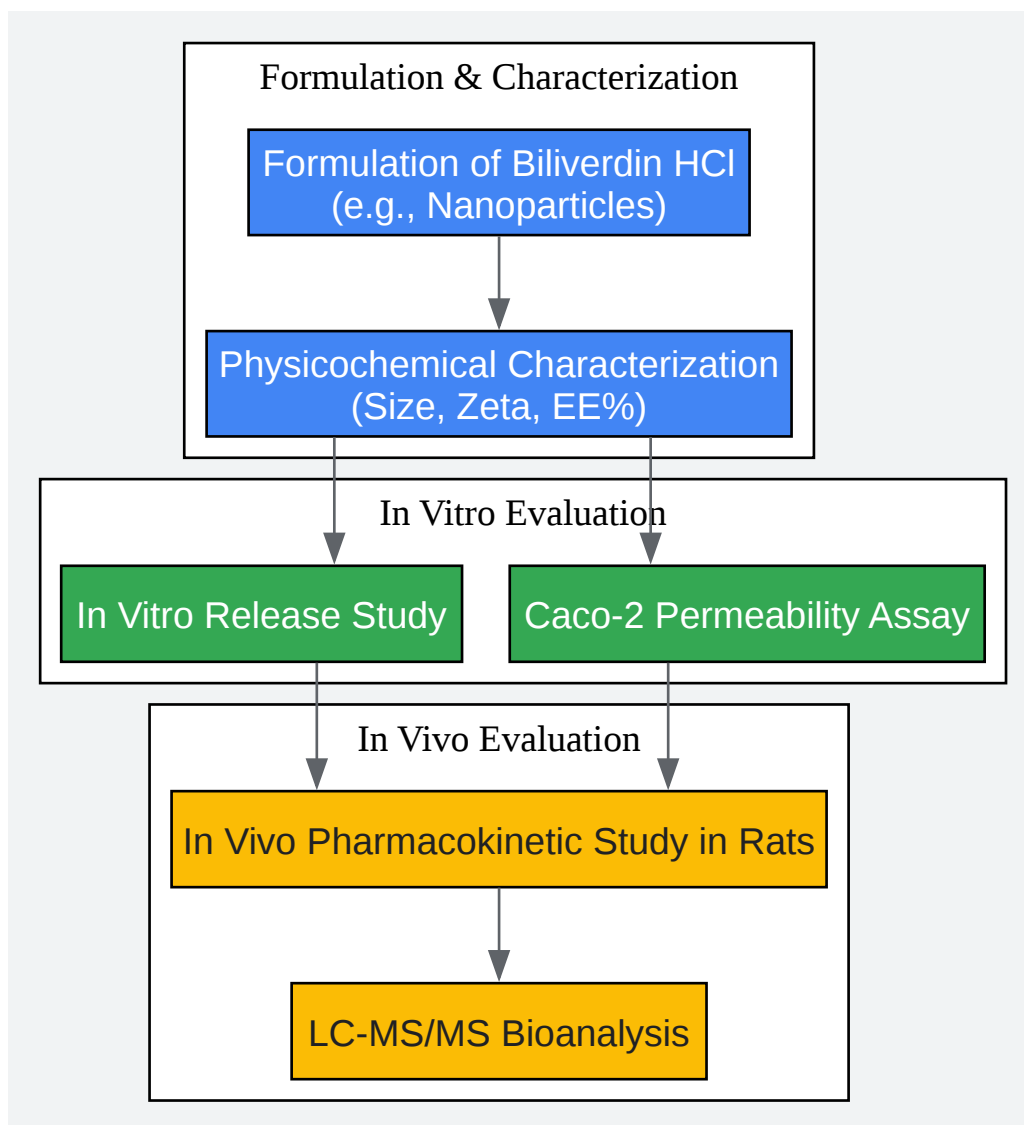 Formulation & Characterization
Formulation of Biliverdin HCl
(e.g., Nanoparticles)
Physicochemical Characterization
(Size, Zeta, EE%)
In Vitro Evaluation
In Vitro Release Study
Caco-2 Permeability Assay
In Vivo Evaluation
In Vivo Pharmacokinetic Study in Rats
LC-MS/MS Bioanalysis